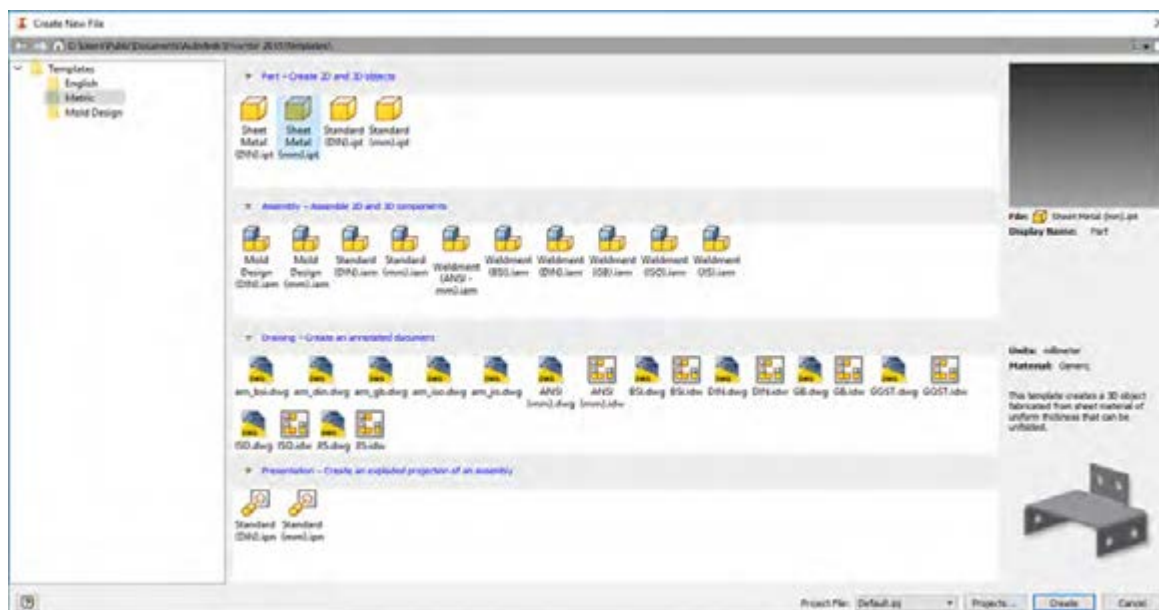 Create New File
C:\Users\Public\Documents\Autodesk\Inventor 2015\Templates\
Templates
English
Metric
Mold Design
Part – Create 2D and 3D objects
Sheet Metal (DIN).ipt
Sheet Metal (mm).ipt
Standard (DIN).ipt
Standard (mm).ipt
Assembly – Assemble 2D and 3D components
Mold Design (DIN).iam
Mold Design (mm).iam
Standard (DIN).iam
Standard (mm).iam
Weldment (ANSI - mm).iam
Weldment (BSI).iam
Weldment (DIN).iam
Weldment (GB).iam
Weldment (ISO).iam
Weldment (JIS).iam
Drawing – Create an annotated document
am_bsi.dwg
am_din.dwg
am_gb.dwg
am_iso.dwg
am_jis.dwg
ANSI (mm).dwg
ANSI (mm).idw
BSI.dwg
BSI.idw
DIN.dwg
DIN.idw
GB.dwg
GB.idw
GOST.dwg
GOST.idw
ISO.dwg
ISO.idw
JIS.dwg
JIS.idw
Presentation – Create an exploded projection of an assembly
Standard (DIN).ipn
Standard (mm).ipn
File: Sheet Metal (mm).ipt
Display Name: Part
Units: millimeter
Material: Generic
This template creates a 3D object
fabricated from sheet material of
uniform thickness that can be
unfolded.
Project File: Default.ipj
Projects...
Create
Cancel